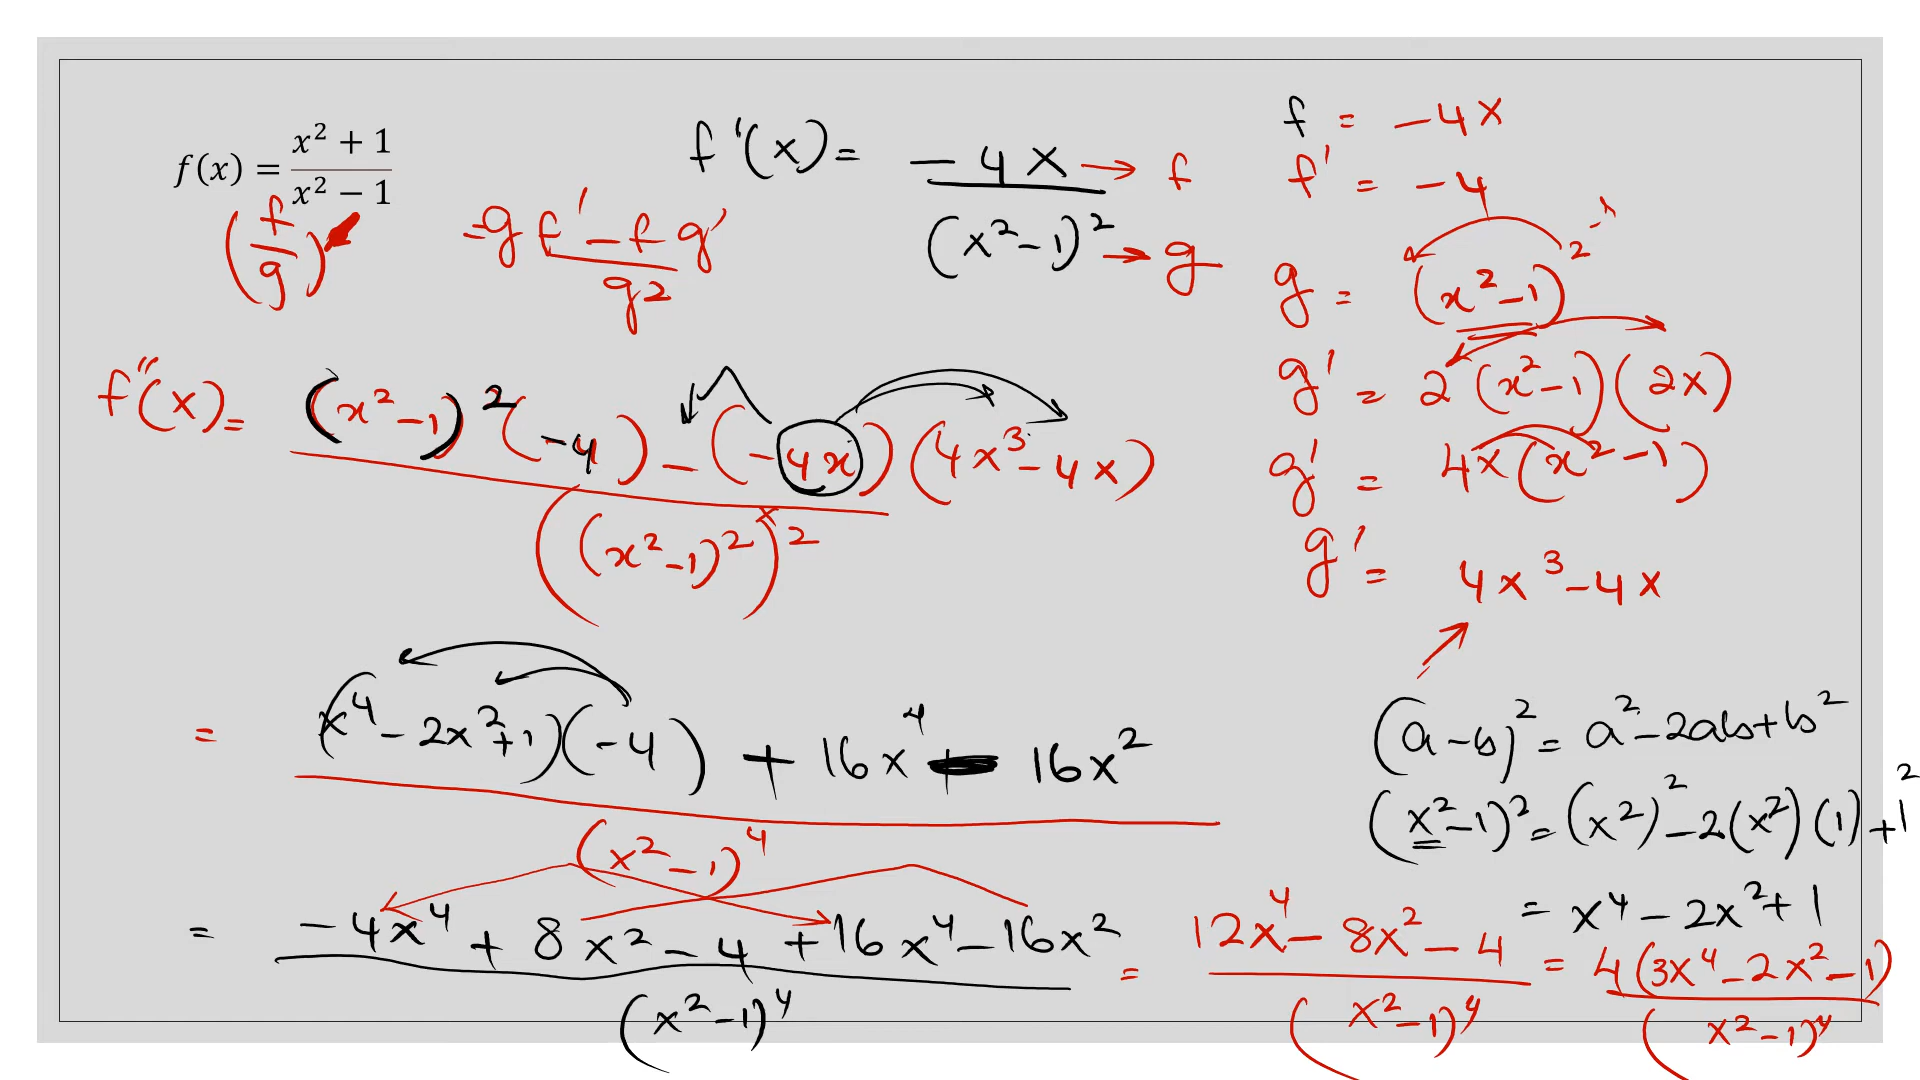 f(x) = (x² + 1)/(x² − 1)
(f/g)' = (gf' − fg')/g²
f'(x) = −4x/(x²−1)²
→ f
→ g
f = −4x
f' = −4
g = (x²−1)² ⁻¹
g' = 2(x²−1)(2x)
g' = 4x(x²−1)
g' = 4x³−4x
f''(x) = ((x²−1)²(−4) − (−4x)(4x³−4x))/((x²−1)²)²
= ((x⁴−2x²+1)(−4) + 16x⁴ − 16x²)/(x²−1)⁴
(a−b)² = a²−2ab+b²
(x²−1)² = (x²)²−2(x²)(1)+1²
= x⁴−2x²+1
= (−4x⁴+8x²−4+16x⁴−16x²)/(x²−1)⁴ = (12x⁴−8x²−4)/(x²−1)⁴ = 4(3x⁴−2x²−1)/(x²−1)⁴